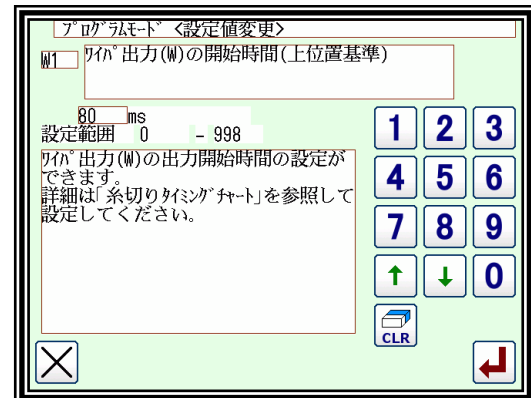 プログラムモード <設定値変更>
W1 ワイパ出力(W)の開始時間(上位置基準)
80 ms
設定範囲 0 - 998
ワイパ出力(W)の出力開始時間の設定が
できます。
詳細は「糸切りタイミングチャート」を参照して
設定してください。
1 2 3
4 5 6
7 8 9
↑ ↓ 0
CLR